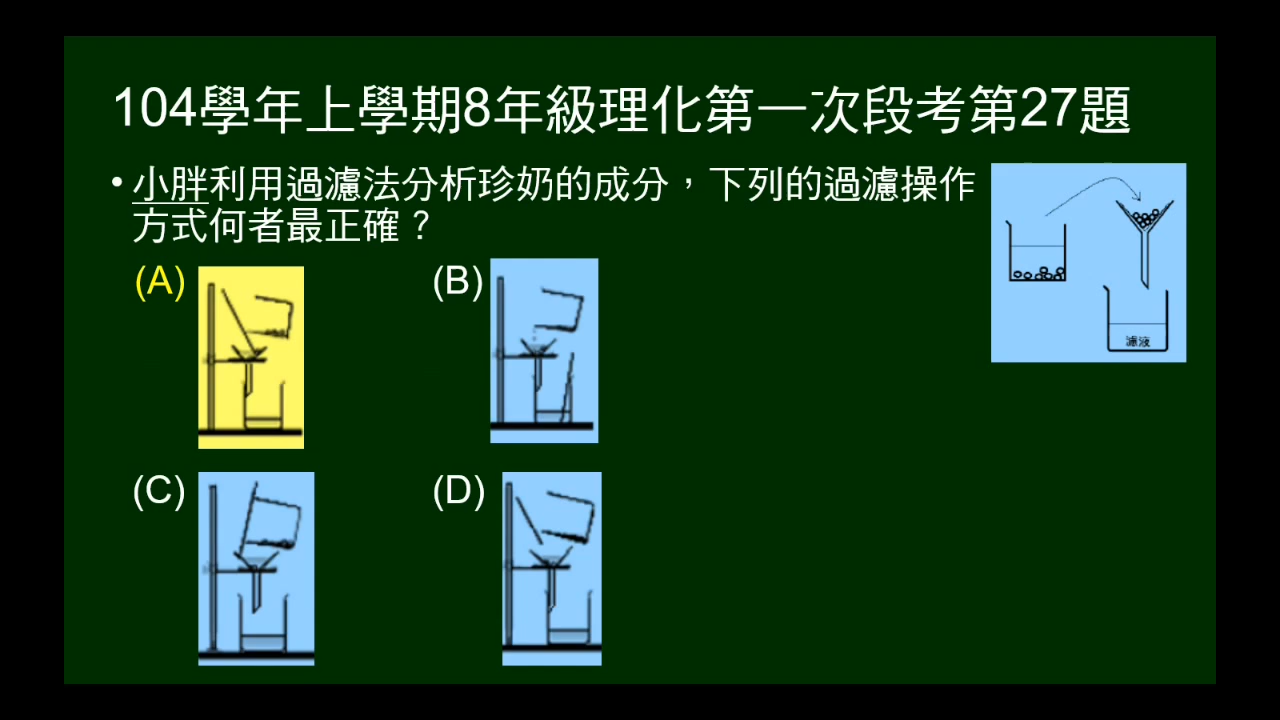 104學年上學期8年級理化第一次段考第27題
• 小胖利用過濾法分析珍奶的成分，下列的過濾操作
方式何者最正確？
(A)
(B)
(C)
(D)
濾液